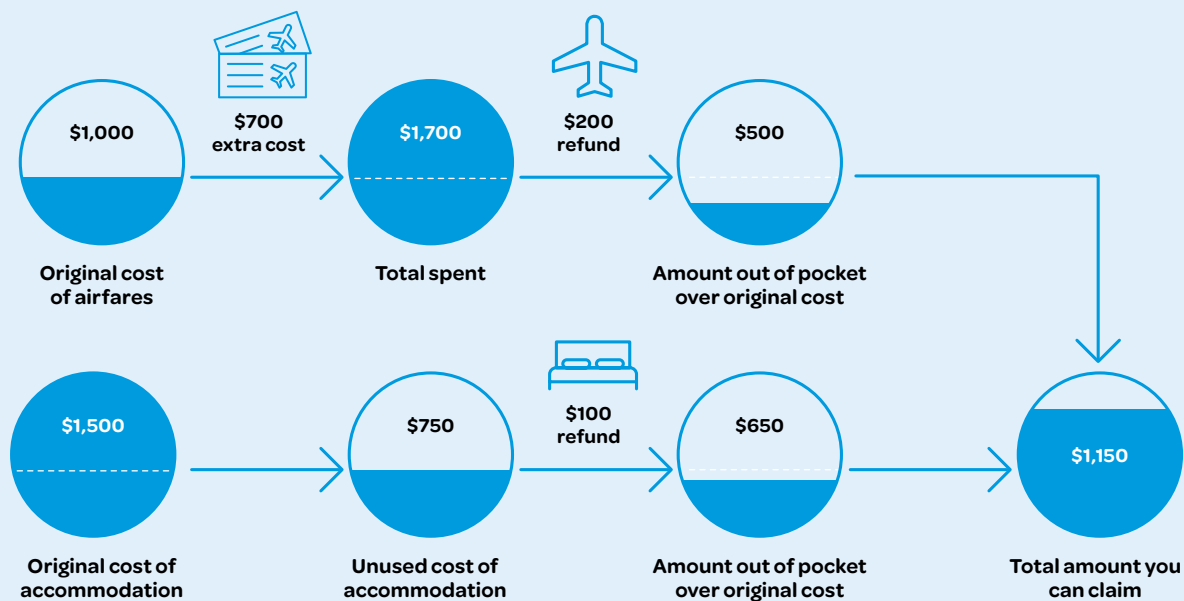 $1,000
$700
extra cost
$1,700
$200
refund
$500
Original cost
of airfares
Total spent
Amount out of pocket
over original cost
$1,500
$750
$100
refund
$650
$1,150
Original cost of
accommodation
Unused cost of
accommodation
Amount out of pocket
over original cost
Total amount you
can claim